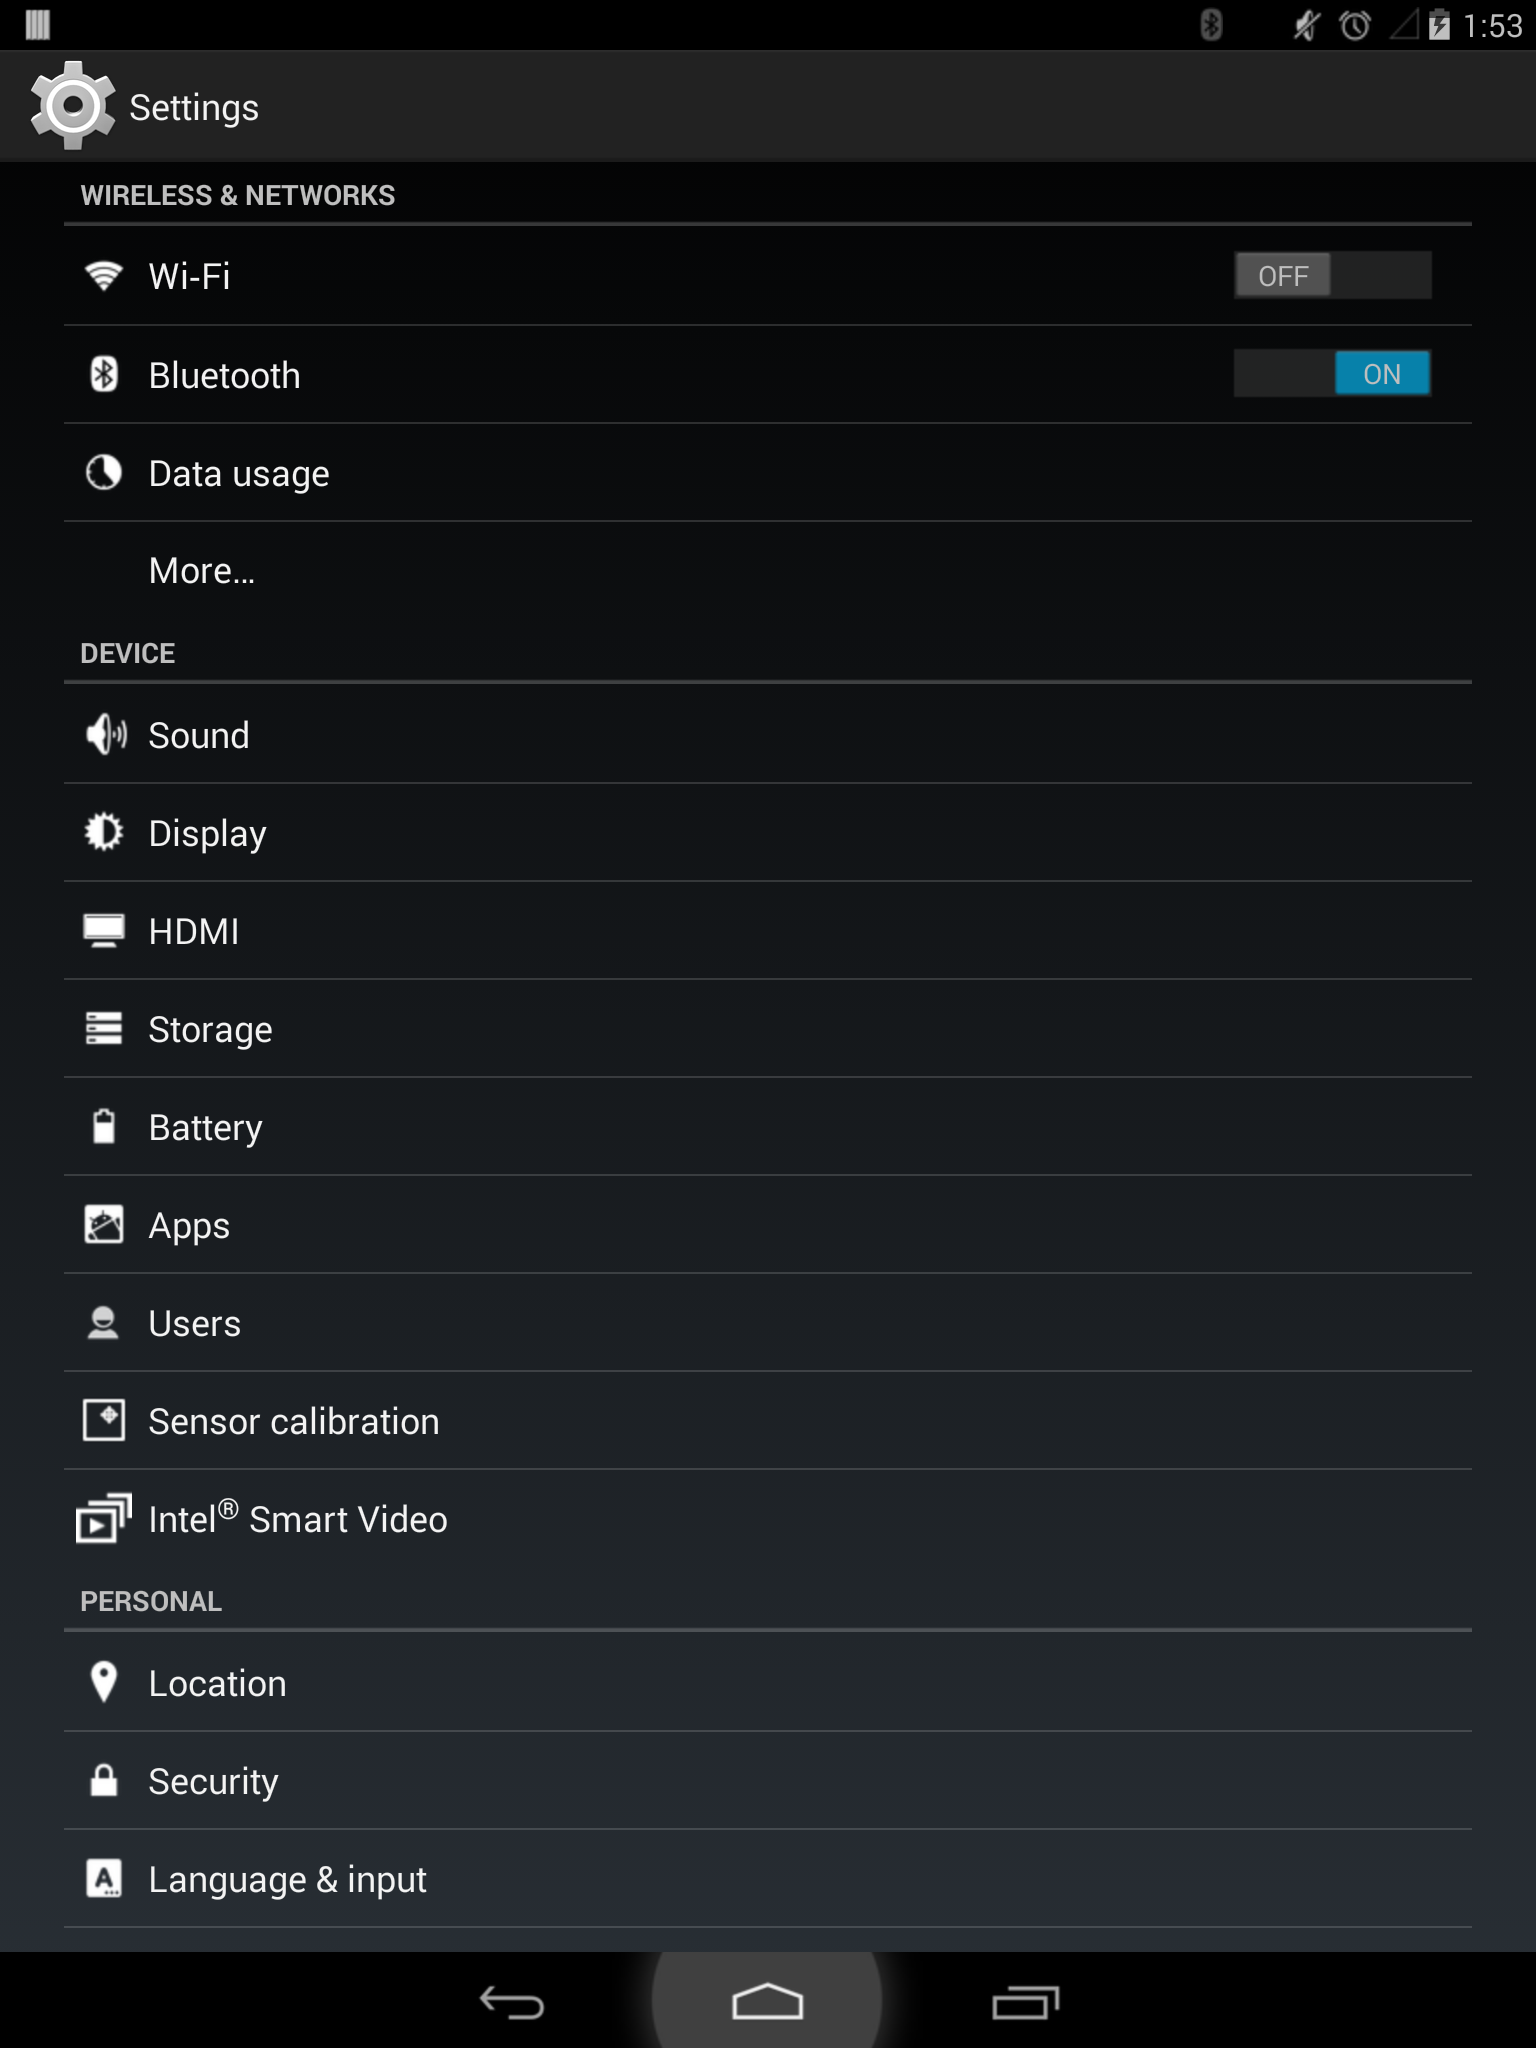 1:53
Settings
WIRELESS & NETWORKS
Wi-Fi OFF
Bluetooth ON
Data usage
More...
DEVICE
Sound
Display
HDMI
Storage
Battery
Apps
Users
Sensor calibration
Intel® Smart Video
PERSONAL
Location
Security
Language & input